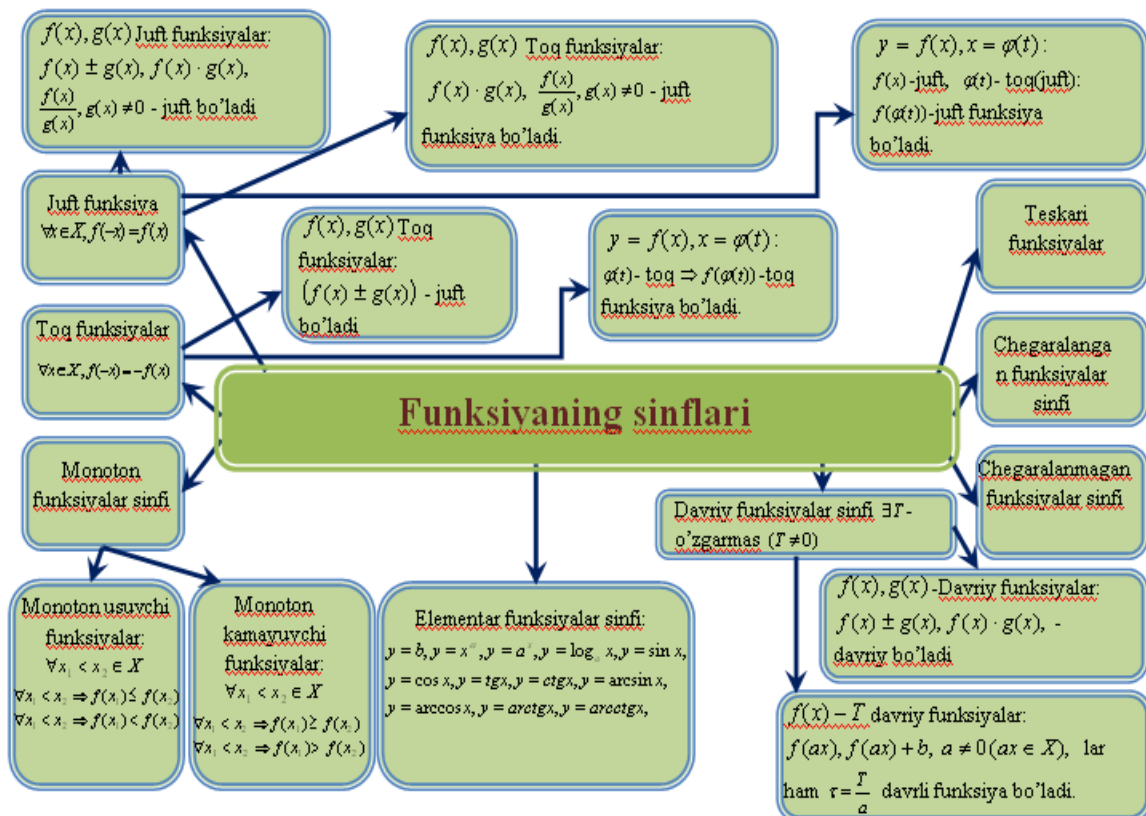 f(x), g(x) Juft funksiyalar:
f(x) ± g(x), f(x) · g(x),
f(x)/g(x), g(x) ≠ 0 - juft bo'ladi
f(x), g(x) Toq funksiyalar:
f(x) · g(x), f(x)/g(x), g(x) ≠ 0 - juft
funksiya bo'ladi.
y = f(x), x = φ(t) :
f(x) -juft, φ(t)- toq(juft):
f(φ(t))-juft funksiya
bo'ladi.
Juft funksiya
∀x ∈ X, f(-x) = f(x)
f(x), g(x) Toq
funksiyalar:
(f(x) ± g(x)) - juft
bo'ladi
y = f(x), x = φ(t) :
φ(t)- toq ⇒ f(φ(t)) -toq
funksiya bo'ladi.
Teskari
funksiyalar
Toq funksiyalar
∀x ∈ X, f(-x) = -f(x)
Chegaralanga
n funksiyalar
sinfi
Funksiyaning sinflari
Monoton
funksiyalar sinfi
Chegaralanmagan
funksiyalar sinfi
Davriy funksiyalar sinfi ∃T -
o'zgarmas (T ≠ 0)
Monoton usuvchi
funksiyalar:
∀x₁ < x₂ ∈ X
∀x₁ < x₂ ⇒ f(x₁) ≤ f(x₂)
∀x₁ < x₂ ⇒ f(x₁) < f(x₂)
Monoton
kamayuvchi
funksiyalar:
∀x₁ < x₂ ∈ X
∀x₁ < x₂ ⇒ f(x₁) ≥ f(x₂)
∀x₁ < x₂ ⇒ f(x₁) > f(x₂)
Elementar funksiyalar sinfi:
y = b, y = xᵅ, y = aˣ, y = logₐ x, y = sin x,
y = cos x, y = tgx, y = ctgx, y = arcsin x,
y = arccos x, y = arctgx, y = arcctgx,
f(x), g(x) -Davriy funksiyalar:
f(x) ± g(x), f(x) · g(x), -
davriy bo'ladi
f(x) – T davriy funksiyalar:
f(ax), f(ax) + b, a ≠ 0 (ax ∈ X), lar
ham τ = T/a davrli funksiya bo'ladi.